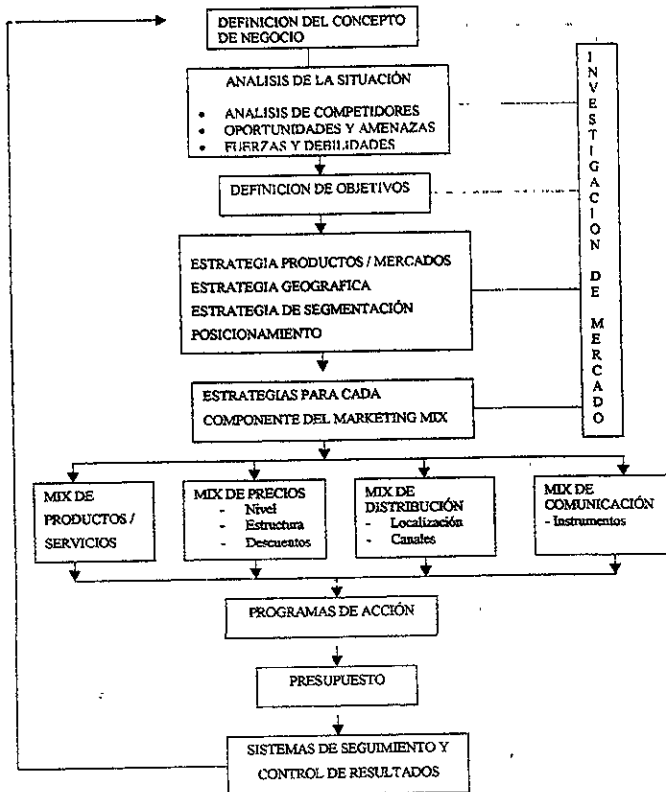 DEFINICION DEL CONCEPTO
DE NEGOCIO
ANALISIS DE LA SITUACIÓN
• ANALISIS DE COMPETIDORES
• OPORTUNIDADES Y AMENAZAS
• FUERZAS Y DEBILIDADES
DEFINICION DE OBJETIVOS
ESTRATEGIA PRODUCTOS / MERCADOS
ESTRATEGIA GEOGRAFICA
ESTRATEGIA DE SEGMENTACIÓN
POSICIONAMIENTO
ESTRATEGIAS PARA CADA
COMPONENTE DEL MARKETING MIX
INVESTIGACION DE MERCADO
MIX DE
PRODUCTOS /
SERVICIOS
MIX DE PRECIOS
- Nivel
- Estructura
- Descuentos
MIX DE
DISTRIBUCIÓN
- Localización
- Canales
MIX DE
COMUNICACIÓN
- Instrumentos
PROGRAMAS DE ACCIÓN
PRESUPUESTO
SISTEMAS DE SEGUIMIENTO Y
CONTROL DE RESULTADOS